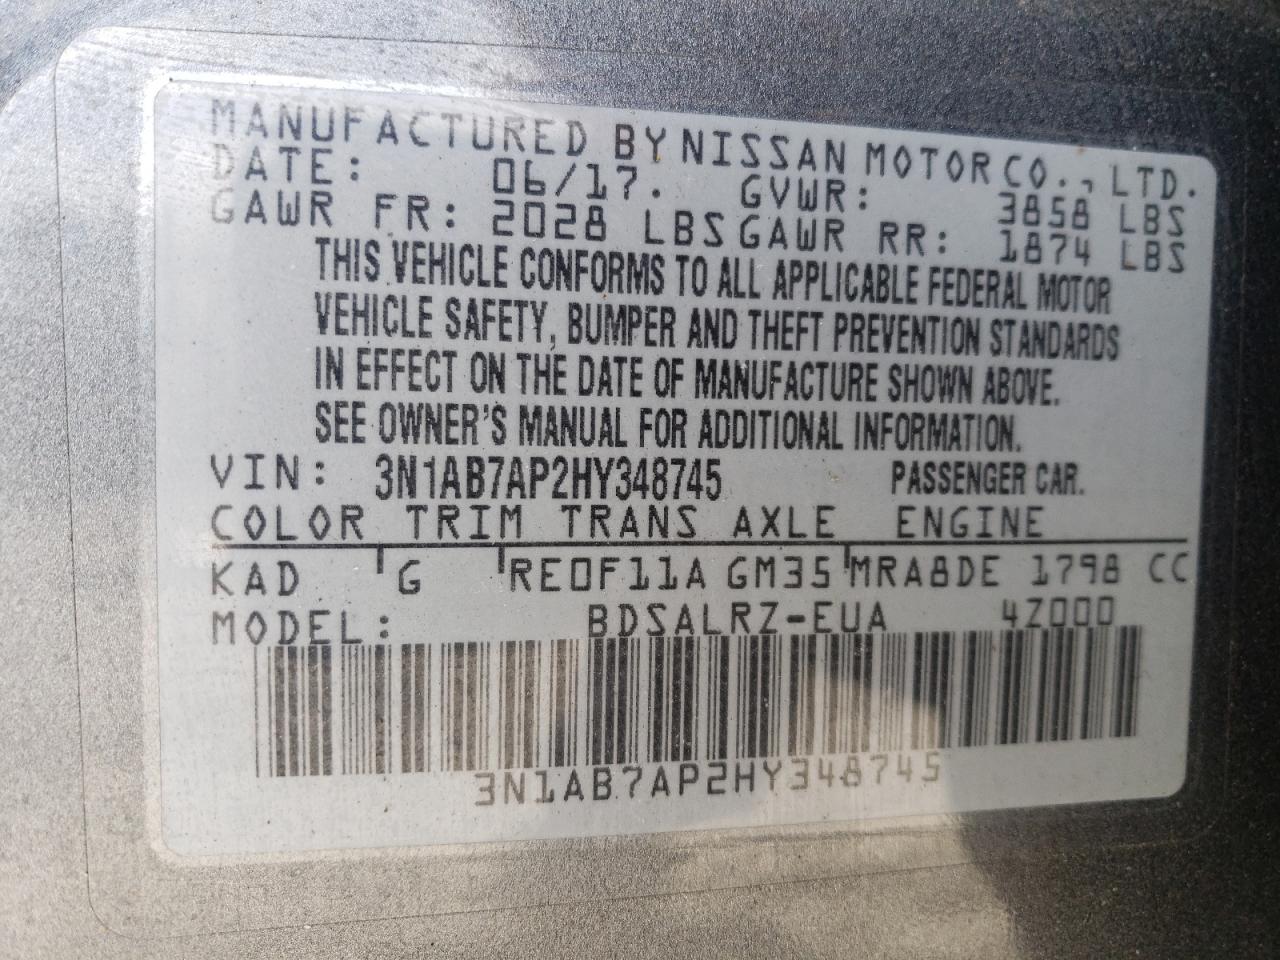 MANUFACTURED BY NISSAN MOTOR CO., LTD.
DATE: 06/17. GVWR: 3858 LBS
GAWR FR: 2028 LBS GAWR RR: 1874 LBS
THIS VEHICLE CONFORMS TO ALL APPLICABLE FEDERAL MOTOR
VEHICLE SAFETY, BUMPER AND THEFT PREVENTION STANDARDS
IN EFFECT ON THE DATE OF MANUFACTURE SHOWN ABOVE.
SEE OWNER'S MANUAL FOR ADDITIONAL INFORMATION.
VIN: 3N1AB7AP2HY348745 PASSENGER CAR.
COLOR TRIM TRANS AXLE ENGINE
KAD G RE0F11A GM35 MRA8DE 1798 CC
MODEL: BDSALRZ-EUA 4Z000
3N1AB7AP2HY348745